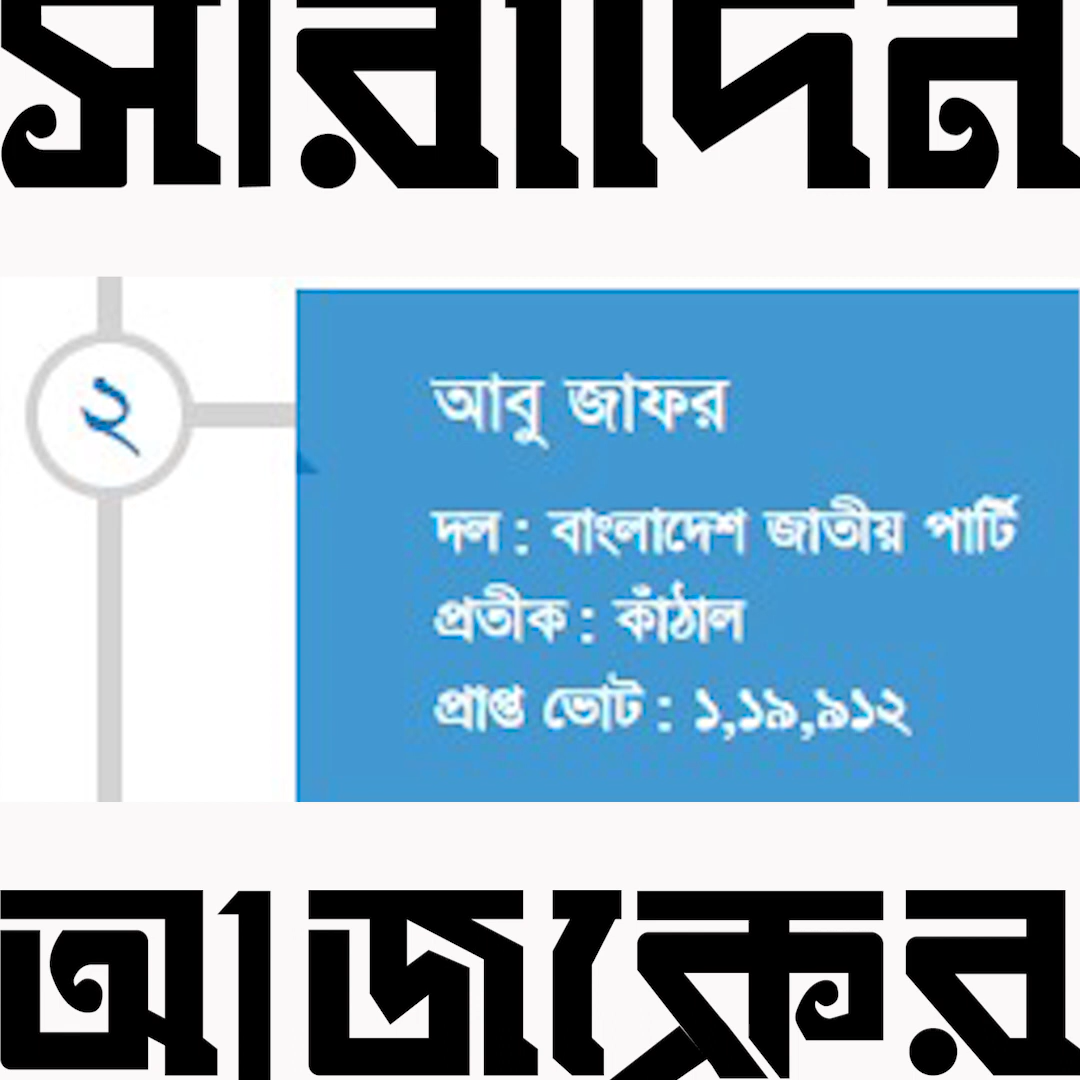 সারাদিন
২
আবু জাফর
দল : বাংলাদেশ জাতীয় পার্টি
প্রতীক : কাঁঠাল
প্রাপ্ত ভোট : ১,১৯,৯১২
আজকের